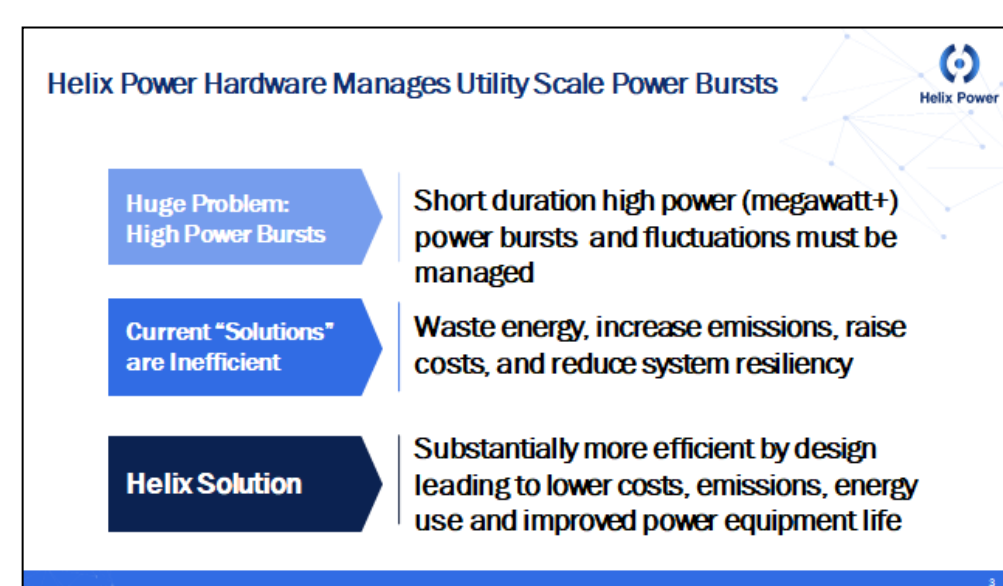 Helix Power Hardware Manages Utility Scale Power Bursts
Helix Power
Huge Problem:
High Power Bursts
Short duration high power (megawatt+)
power bursts and fluctuations must be
managed
Current “Solutions”
are Inefficient
Waste energy, increase emissions, raise
costs, and reduce system resiliency
Helix Solution
Substantially more efficient by design
leading to lower costs, emissions, energy
use and improved power equipment life
3